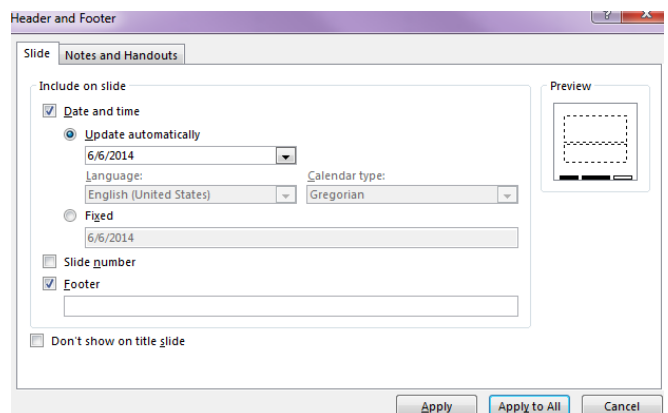 Header and Footer
Slide Notes and Handouts
Include on slide
Preview
Date and time
Update automatically
6/6/2014
Language: Calendar type:
English (United States) Gregorian
Fixed
6/6/2014
Slide number
Footer
Don't show on title slide
Apply Apply to All Cancel